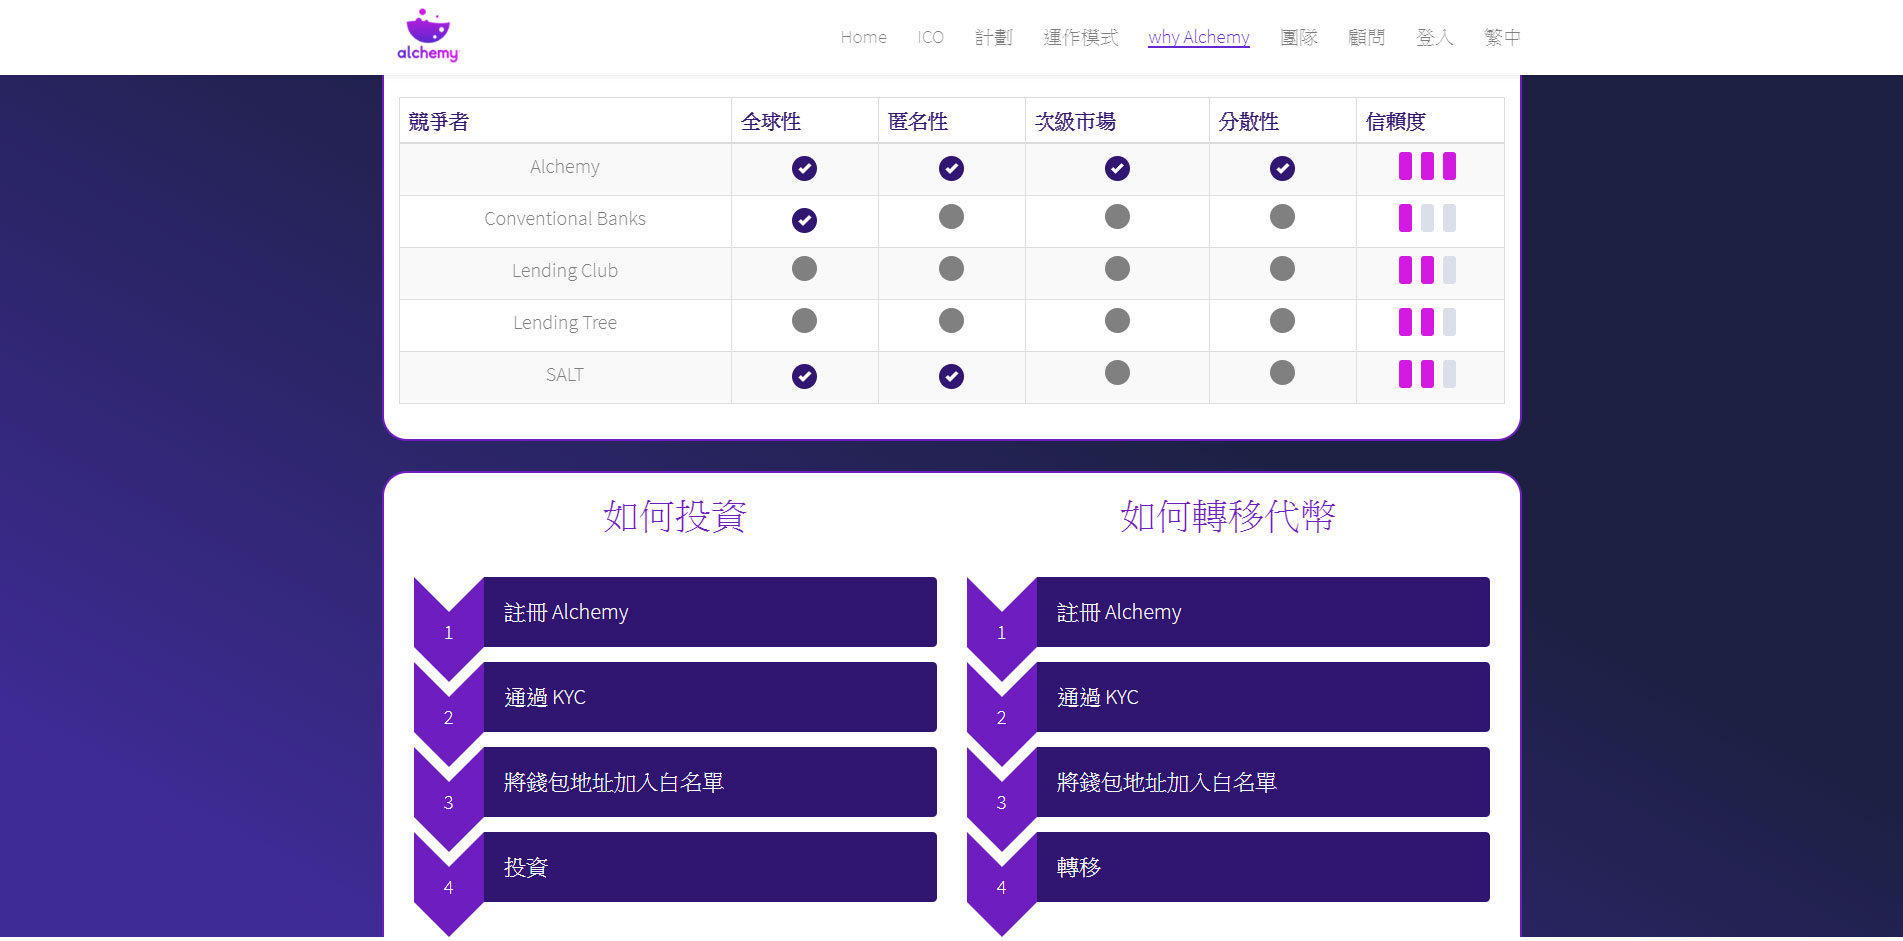 alchemy
Home ICO 計劃 運作模式 why Alchemy 團隊 顧問 登入 繁中
競爭者 全球性 匿名性 次級市場 分散性 信賴度
Alchemy
Conventional Banks
Lending Club
Lending Tree
SALT
如何投資
1 註冊 Alchemy
2 通過 KYC
3 將錢包地址加入白名單
4 投資
如何轉移代幣
1 註冊 Alchemy
2 通過 KYC
3 將錢包地址加入白名單
4 轉移